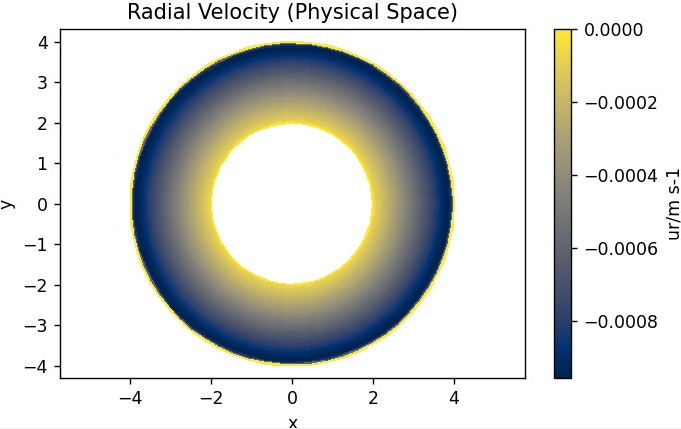 Radial Velocity (Physical Space)
4
3
2
1
0
−1
−2
−3
−4
y
−4 −2 0 2 4
x
0.0000
−0.0002
−0.0004
−0.0006
−0.0008
ur/m s-1